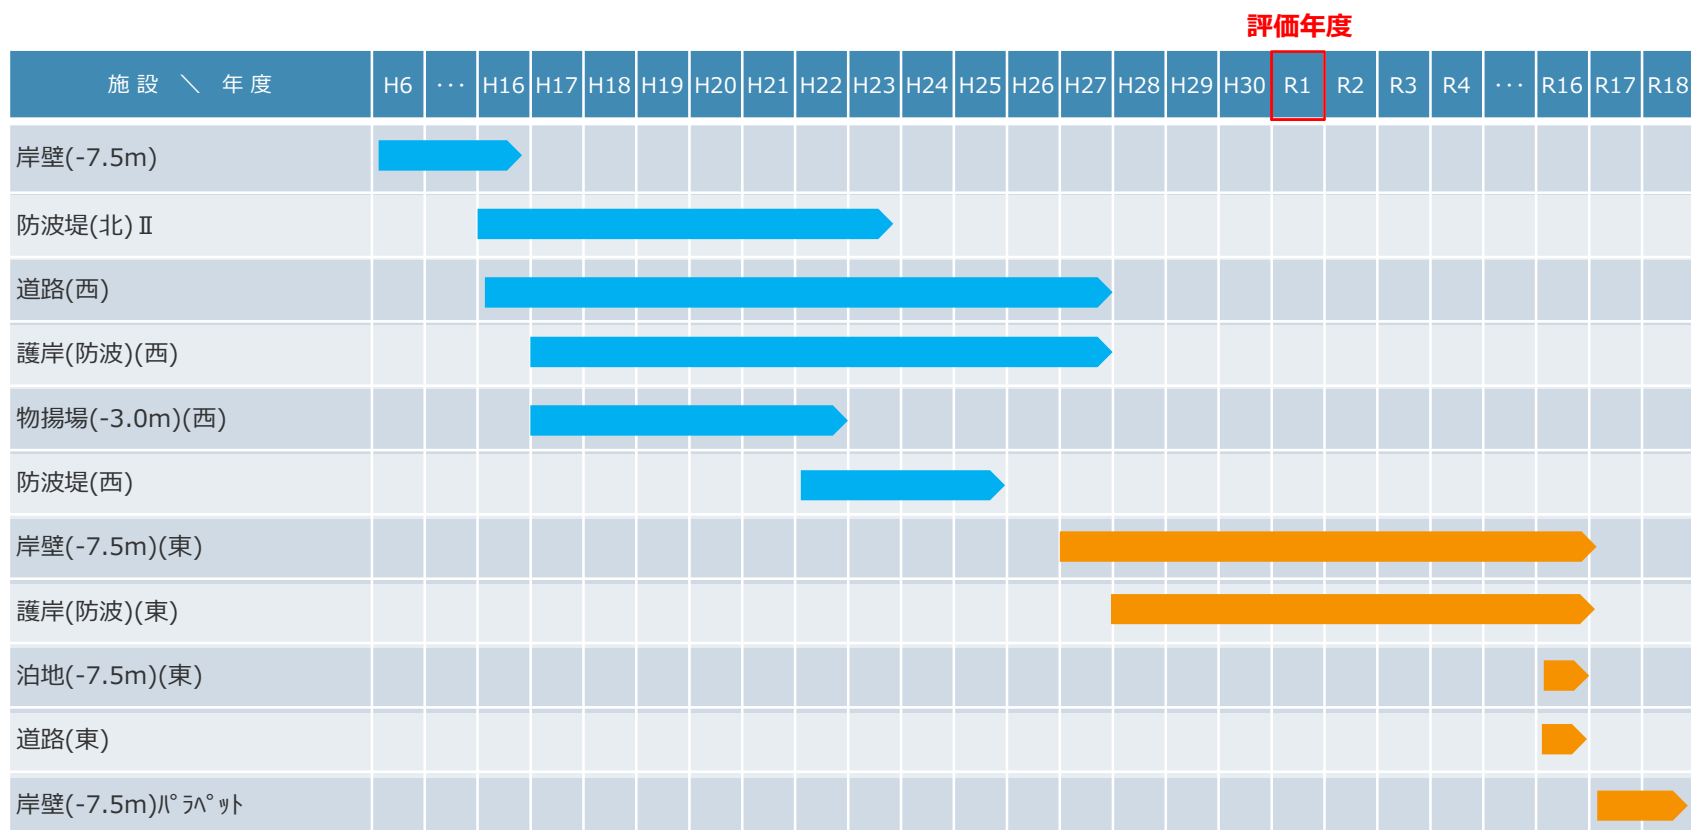 評価年度
施設 ＼ 年度 H6 ･･･ H16 H17 H18 H19 H20 H21 H22 H23 H24 H25 H26 H27 H28 H29 H30 R1 R2 R3 R4 ･･･ R16 R17 R18
岸壁(-7.5m)
防波堤(北)Ⅱ
道路(西)
護岸(防波)(西)
物揚場(-3.0m)(西)
防波堤(西)
岸壁(-7.5m)(東)
護岸(防波)(東)
泊地(-7.5m)(東)
道路(東)
岸壁(-7.5m)ﾊﾟﾗﾍﾟｯﾄ